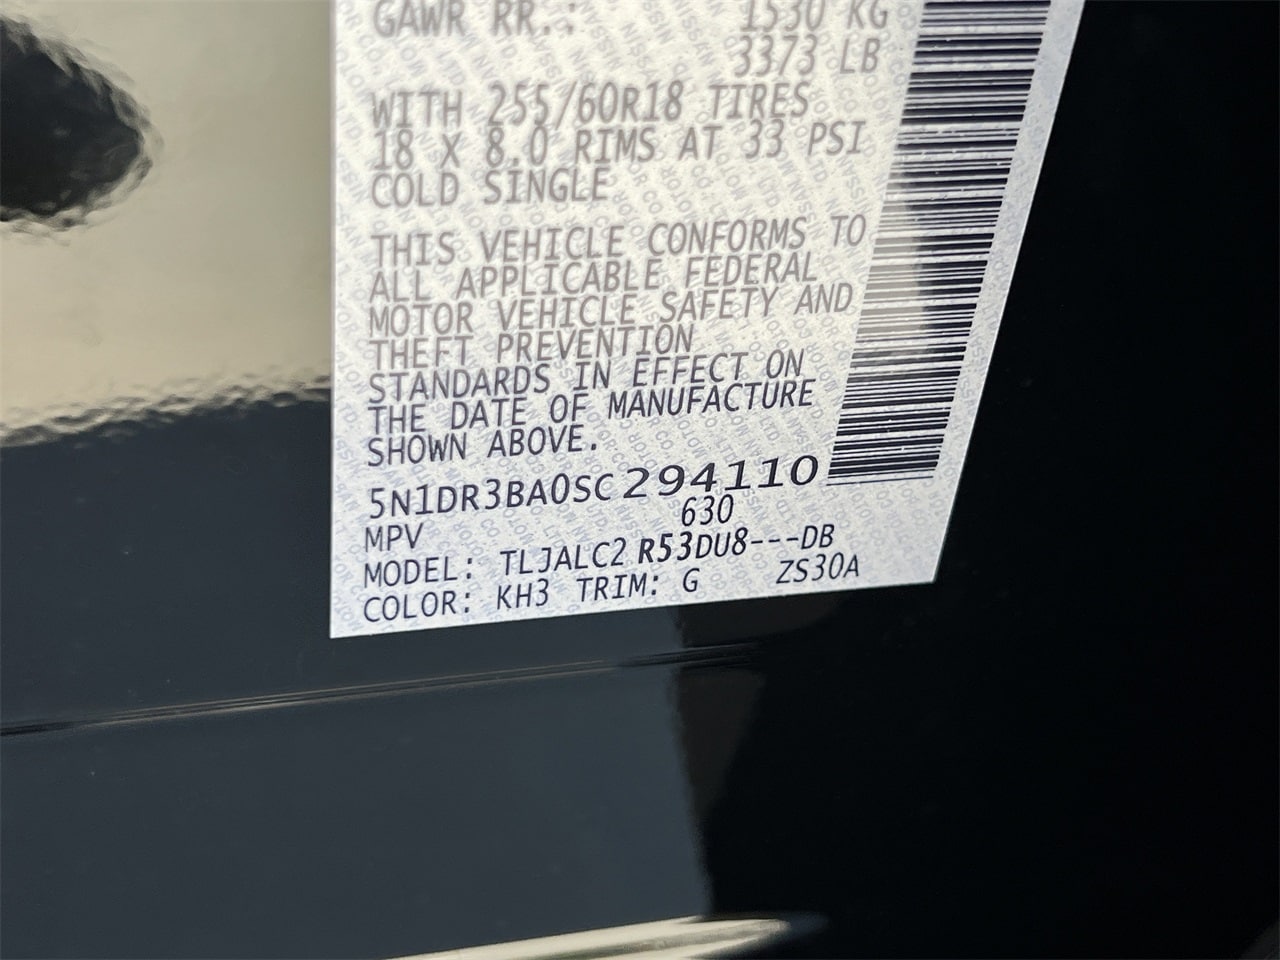 GAWR RR.: 1530 KG
3373 LB
WITH 255/60R18 TIRES
18 X 8.0 RIMS AT 33 PSI
COLD SINGLE
THIS VEHICLE CONFORMS TO
ALL APPLICABLE FEDERAL
MOTOR VEHICLE SAFETY AND
THEFT PREVENTION
STANDARDS IN EFFECT ON
THE DATE OF MANUFACTURE
SHOWN ABOVE.
5N1DR3BA0SC294110
MPV 630
MODEL: TLJALC2 R53DU8---DB
COLOR: KH3 TRIM: G ZS30A